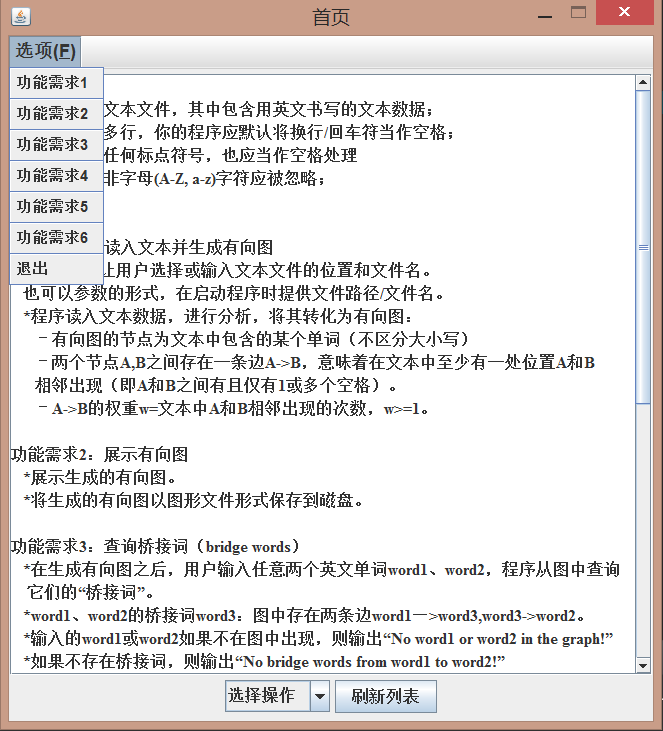 首页
选项(F)
功能需求1
功能需求2
功能需求3
功能需求4
功能需求5
功能需求6
退出
文本文件，其中包含用英文书写的文本数据；
多行，你的程序应默认将换行/回车符当作空格；
任何标点符号，也应当作空格处理
非字母(A-Z, a-z)字符应被忽略；
读入文本并生成有向图
让用户选择或输入文本文件的位置和文件名。
也可以参数的形式，在启动程序时提供文件路径/文件名。
*程序读入文本数据，进行分析，将其转化为有向图：
－有向图的节点为文本中包含的某个单词（不区分大小写）
－两个节点A,B之间存在一条边A->B，意味着在文本中至少有一处位置A和B
相邻出现（即A和B之间有且仅有1或多个空格）。
－A->B的权重w=文本中A和B相邻出现的次数，w>=1。
功能需求2：展示有向图
*展示生成的有向图。
*将生成的有向图以图形文件形式保存到磁盘。
功能需求3：查询桥接词（bridge words）
*在生成有向图之后，用户输入任意两个英文单词word1、word2，程序从图中查询
它们的“桥接词”。
*word1、word2的桥接词word3：图中存在两条边word1一>word3,word3->word2。
*输入的word1或word2如果不在图中出现，则输出“No word1 or word2 in the graph!”
*如果不存在桥接词，则输出“No bridge words from word1 to word2!”
选择操作
刷新列表